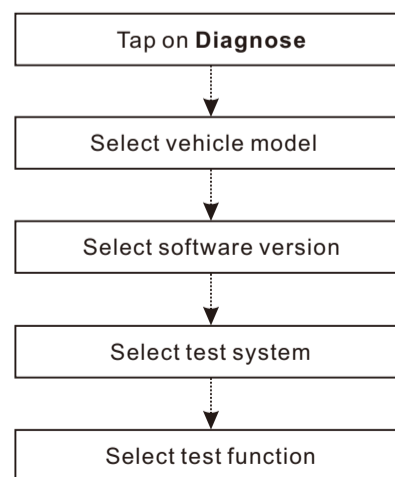 Tap on Diagnose
Select vehicle model
Select software version
Select test system
Select test function